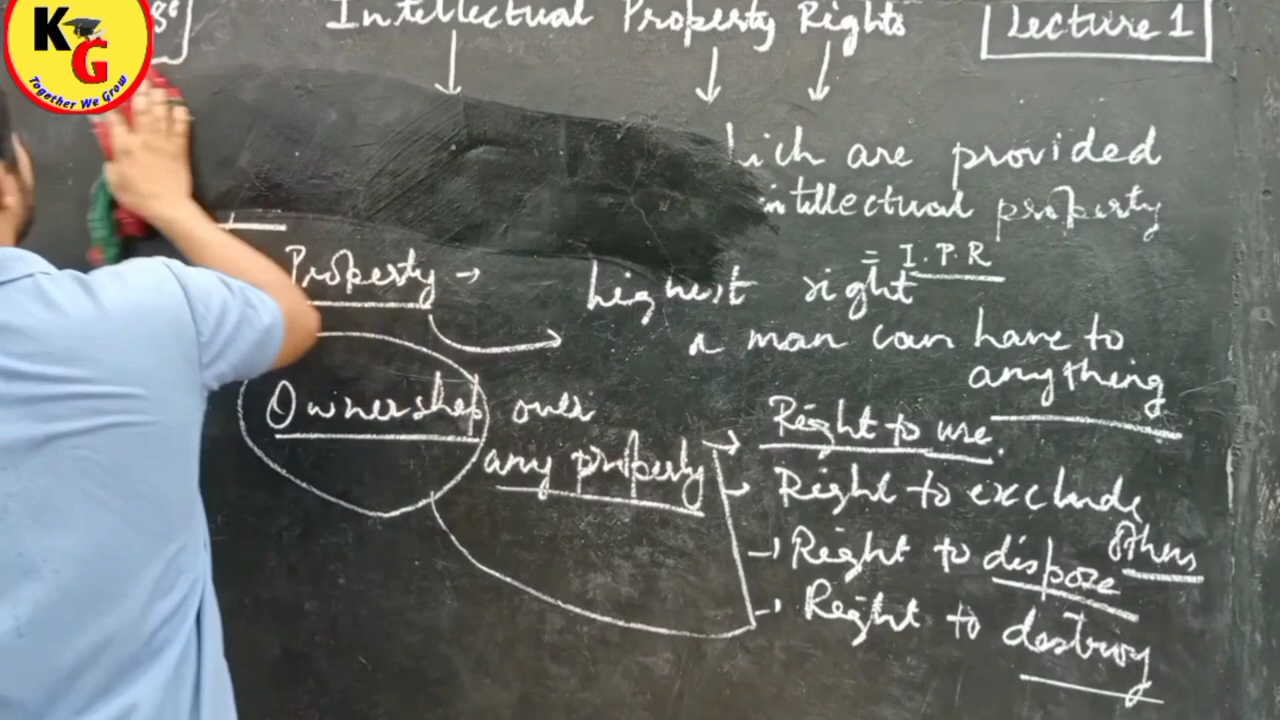 KG
Together We Grow
Intellectual Property Rights
Lecture 1
hich are provided
intellectual property
= I.P.R
Property → highest right
a man can have to
anything
Ownership over
any property
→ Right to use.
→ Right to exclude
others
→ Right to dispose
→ Right to destroy